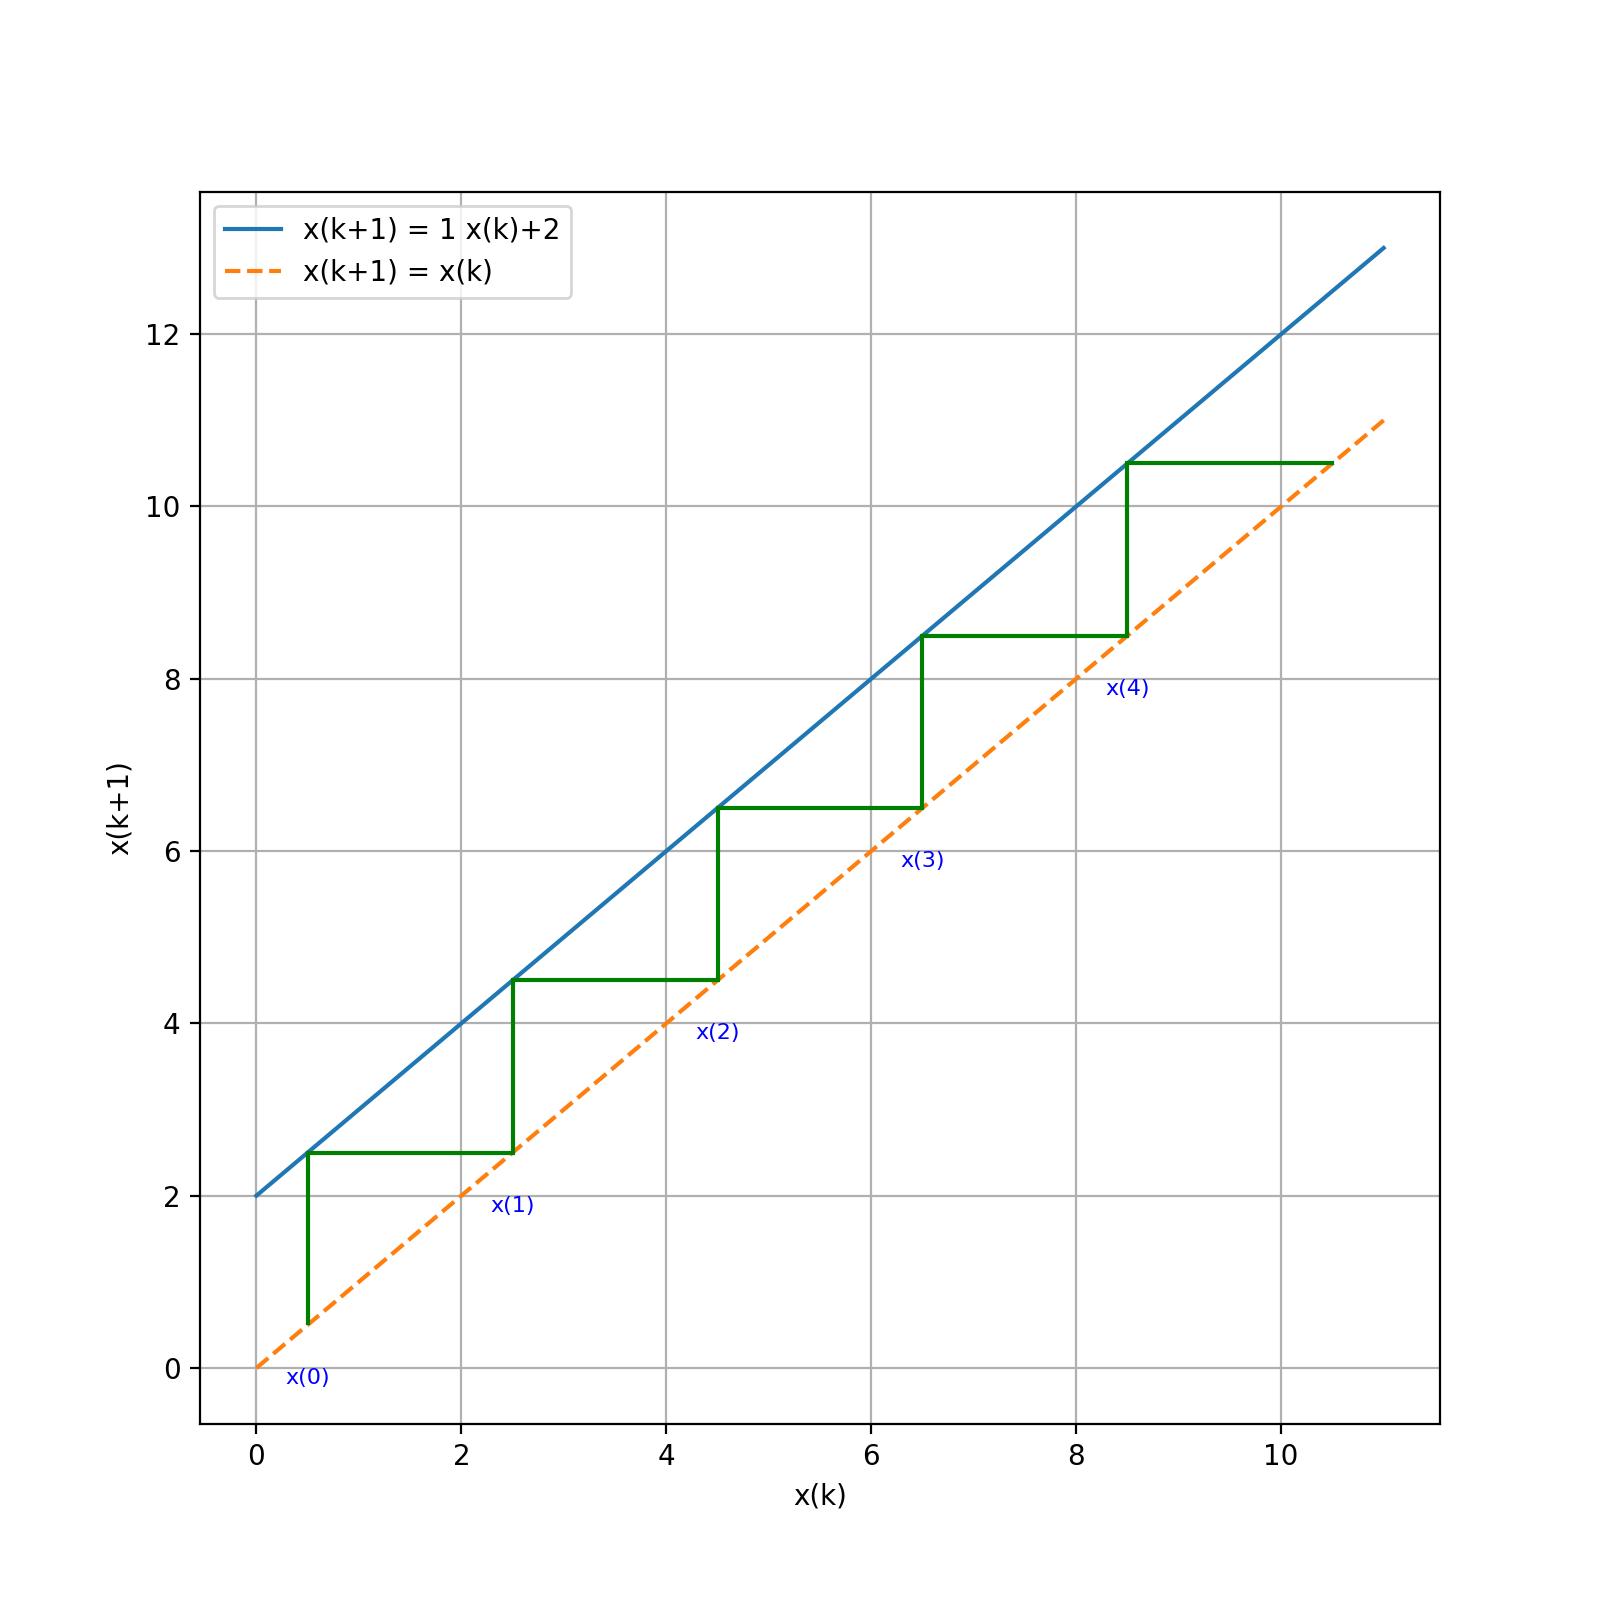 x(k+1) = 1 x(k)+2
x(k+1) = x(k)
12
10
8
6
4
2
0
x(k+1)
x(4)
x(3)
x(2)
x(1)
x(0)
0 2 4 6 8 10
x(k)